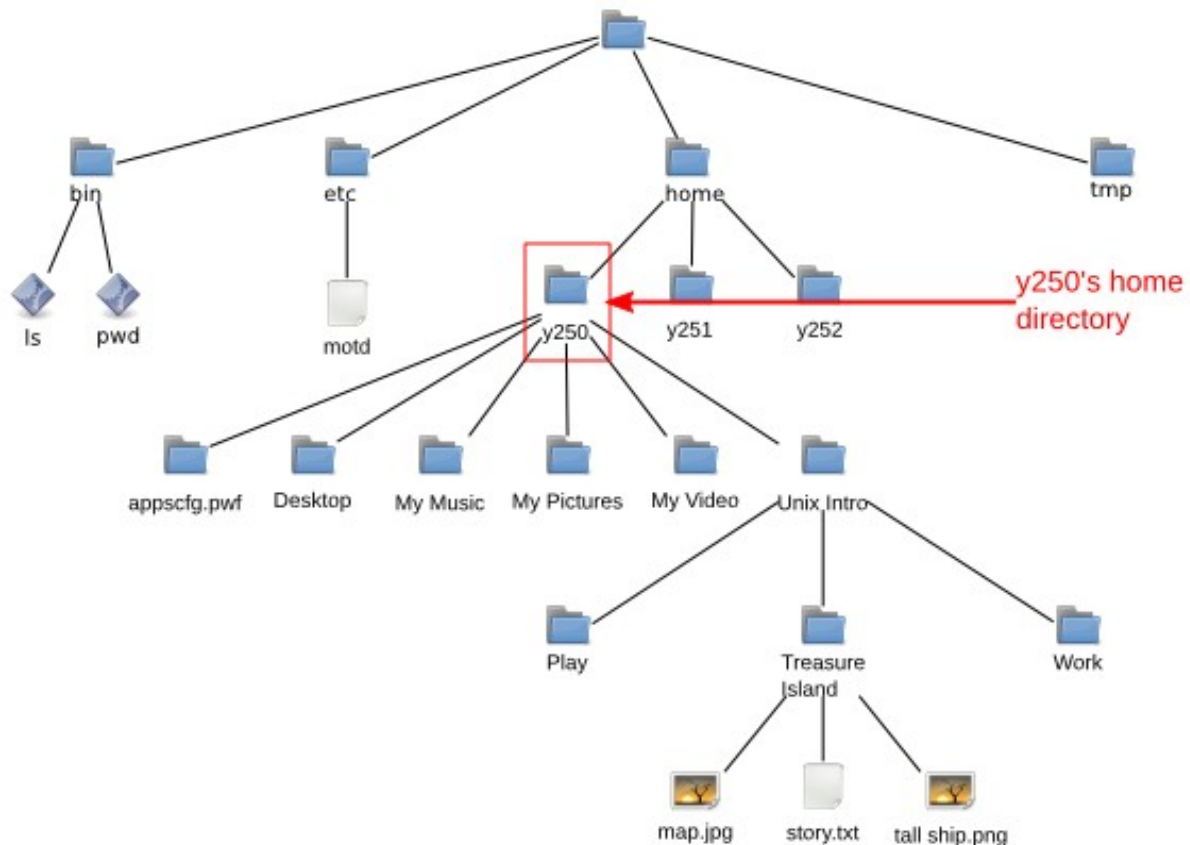 bin
etc
home
tmp
ls
pwd
motd
y250
y251
y252
y250's home
directory
appscfg.pwf
Desktop
My Music
My Pictures
My Video
Unix Intro
Play
Treasure
Island
Work
map.jpg
story.txt
tall ship.png